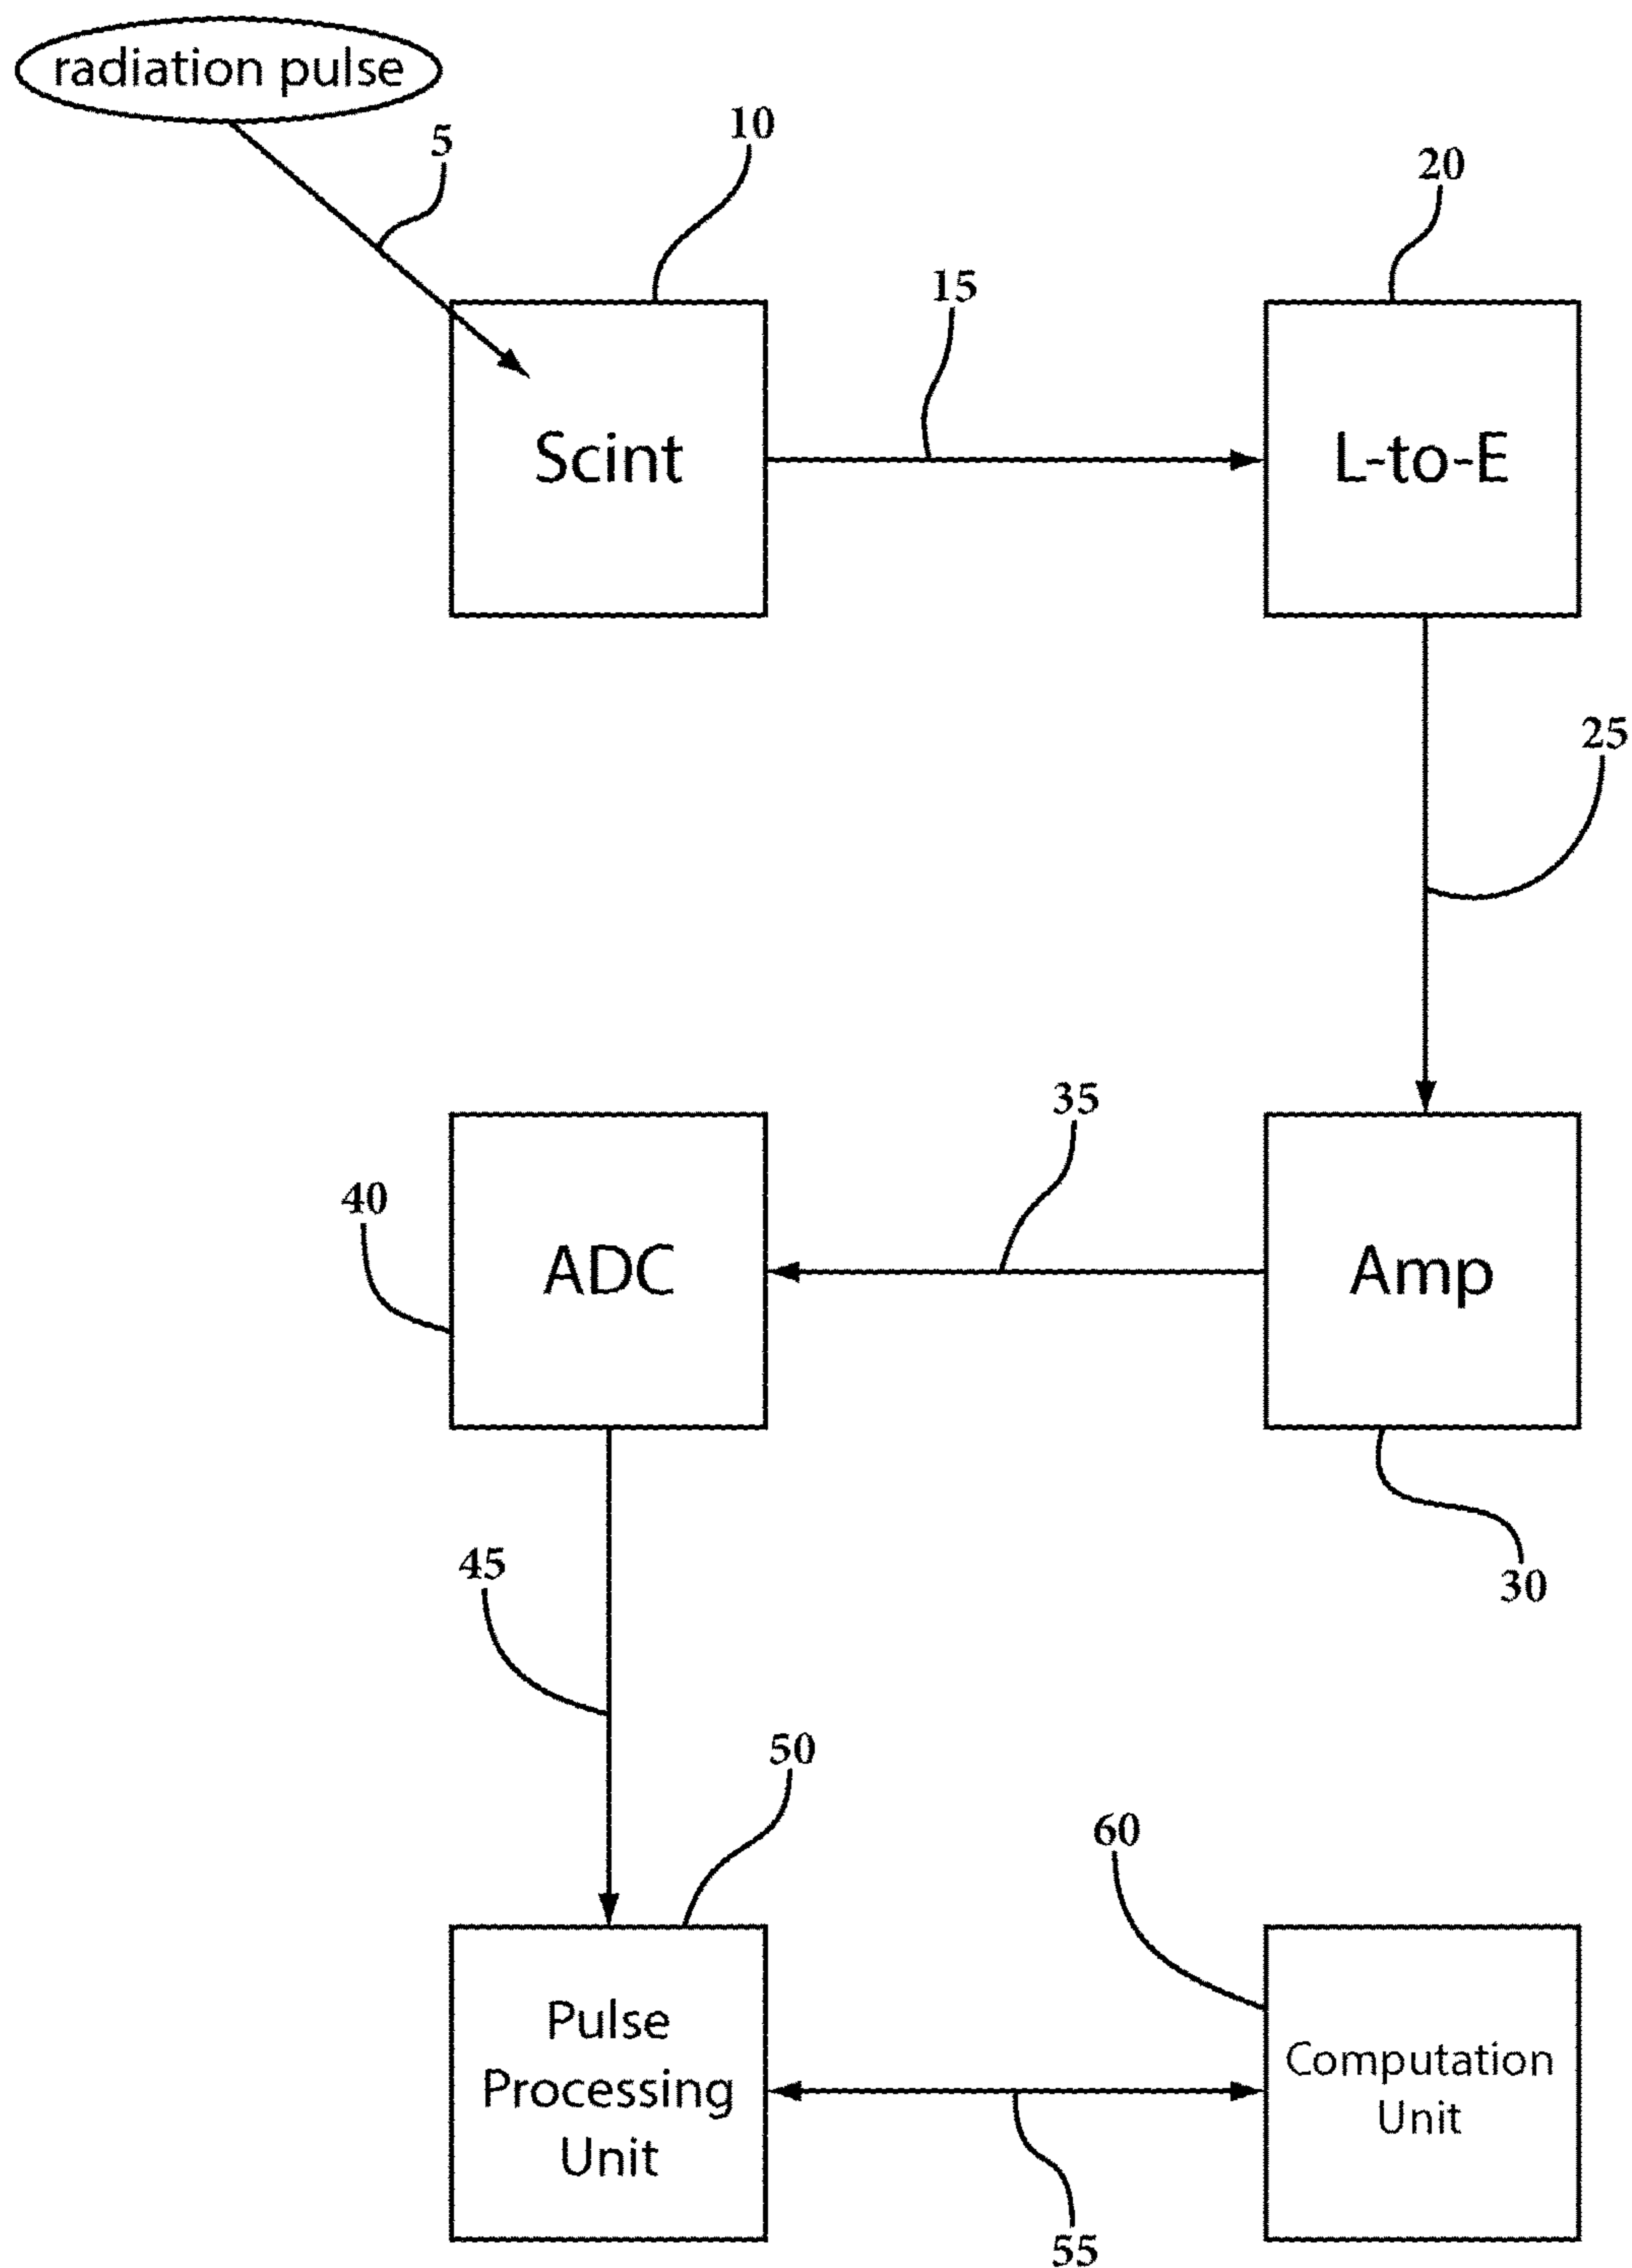 radiation pulse
5
10
20
15
Scint
L-to-E
25
35
40
ADC
Amp
45
30
50
60
Pulse
Processing
Unit
Computation
Unit
55